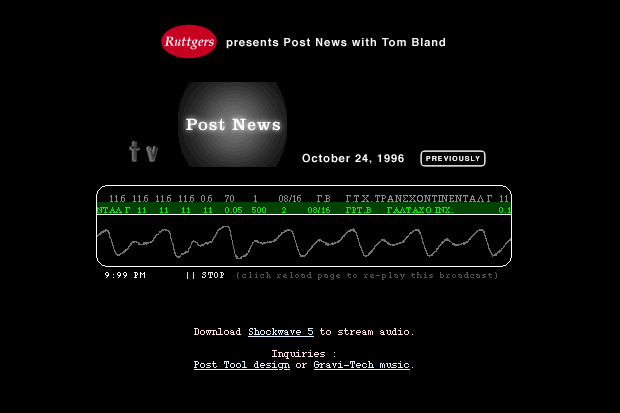 Ruttgers presents Post News with Tom Bland
Post News
tv
October 24, 1996 PREVIOUSLY
11.6 11.6 11.6 11.6 0.6 70 1 08/16 Γ.Β Γ.Τ.Χ. ΤΡΑΝΣΧΟΝΤΙΝΕΝΤΑΛ Γ 11
ΝΤΑΛ Γ 11 11 11 11 0.05 500 2 08/16 ΓΡΤ.Β ΓΑΛΤΑΧΟ ΙΝΧ. 0.1
9:99 PM || STOP (click reload page to re-play this broadcast)
Download Shockwave 5 to stream audio.
Inquiries :
Post Tool design or Gravi-Tech music.